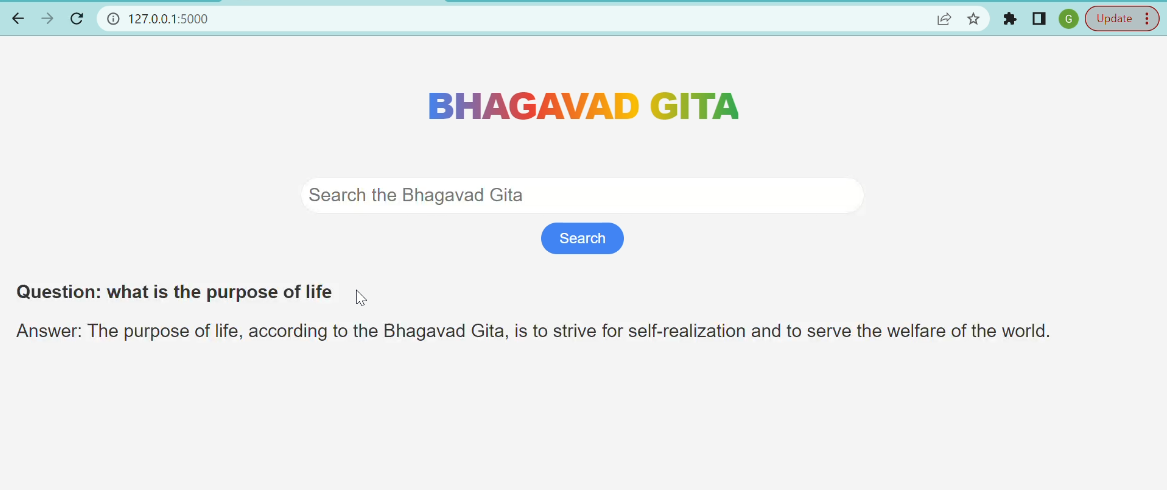 127.0.0.1:5000
G
Update
BHAGAVAD GITA
Search the Bhagavad Gita
Search
Question: what is the purpose of life
Answer: The purpose of life, according to the Bhagavad Gita, is to strive for self-realization and to serve the welfare of the world.